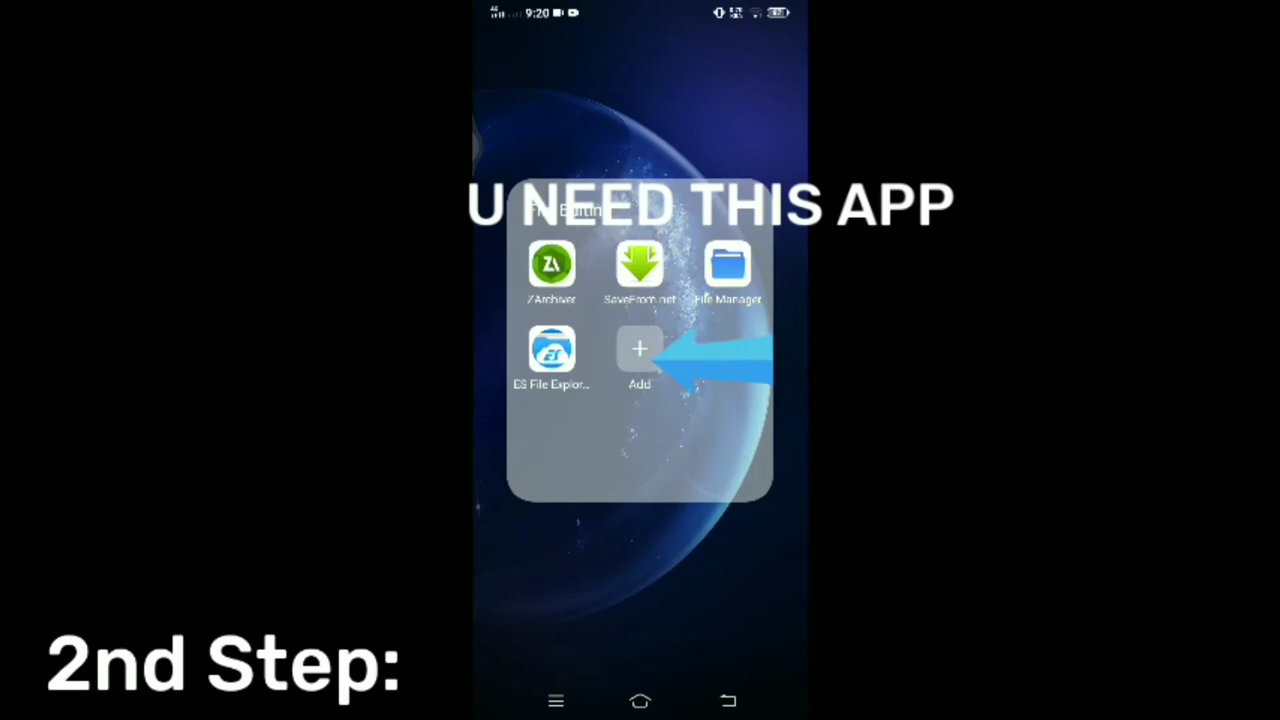 9:20
U NEED THIS APP
ZArchiver
SaveFrom.net
File Manager
ES File Explor...
Add
2nd Step: